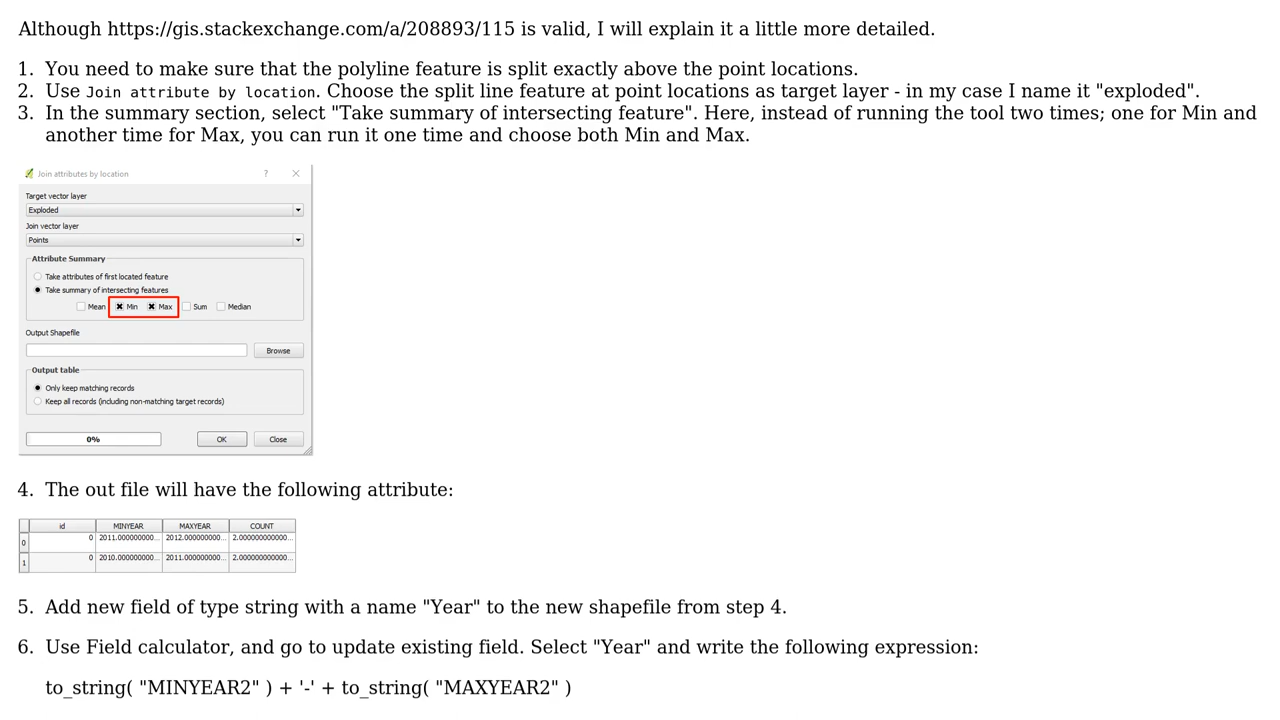 Although https://gis.stackexchange.com/a/208893/115 is valid, I will explain it a little more detailed.
1. You need to make sure that the polyline feature is split exactly above the point locations.
2. Use Join attribute by location. Choose the split line feature at point locations as target layer - in my case I name it "exploded".
3. In the summary section, select "Take summary of intersecting feature". Here, instead of running the tool two times; one for Min and
another time for Max, you can run it one time and choose both Min and Max.
Join attributes by location ?
Target vector layer
Exploded
Join vector layer
Points
Attribute Summary
Take attributes of first located feature
Take summary of intersecting features
Mean Min Max Sum Median
Output Shapefile
Browse
Output table
Only keep matching records
Keep all records (including non-matching target records)
0% OK Close
4. The out file will have the following attribute:
id MINYEAR MAXYEAR COUNT
0 0 2011.000000000... 2012.000000000... 2.000000000000...
1 0 2010.000000000... 2011.000000000... 2.000000000000...
5. Add new field of type string with a name "Year" to the new shapefile from step 4.
6. Use Field calculator, and go to update existing field. Select "Year" and write the following expression:
to_string( "MINYEAR2" ) + '-' + to_string( "MAXYEAR2" )